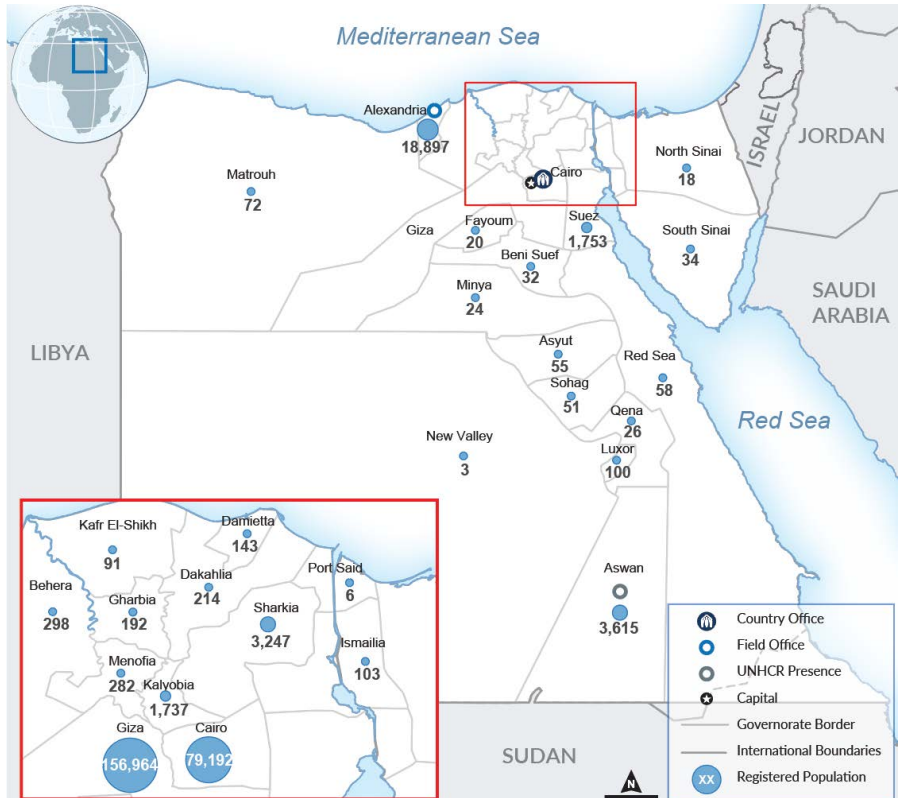 Mediterranean Sea
Alexandria
18,897
Matrouh
72
Cairo
North Sinai
18
ISRAEL
JORDAN
Giza
Fayoum
20
Suez
1,753
South Sinai
34
Beni Suef
32
Minya
24
SAUDI
ARABIA
LIBYA
Asyut
55
Red Sea
58
Sohag
51
Qena
26
Red Sea
New Valley
3
Luxor
100
Kafr El-Shikh
91
Damietta
143
Behera
298
Gharbia
192
Dakahlia
214
Port Said
6
Sharkia
3,247
Ismailia
103
Menofia
282
Kalyobia
1,737
Giza
156,964
Cairo
79,192
Aswan
3,615
SUDAN
N
Country Office
Field Office
UNHCR Presence
Capital
Governorate Border
International Boundaries
XX
Registered Population